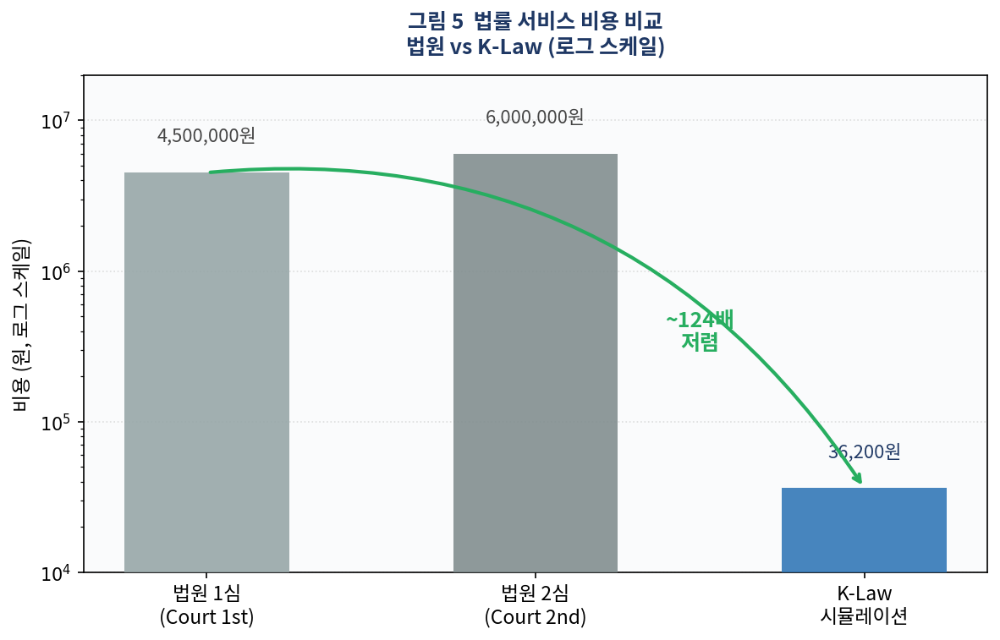 그림 5  법률 서비스 비용 비교
법원 vs K-Law (로그 스케일)
비용 (원, 로그 스케일)
10⁷
10⁶
10⁵
10⁴
4,500,000원
6,000,000원
~124배
저렴
36,200원
법원 1심
(Court 1st)
법원 2심
(Court 2nd)
K-Law
시뮬레이션